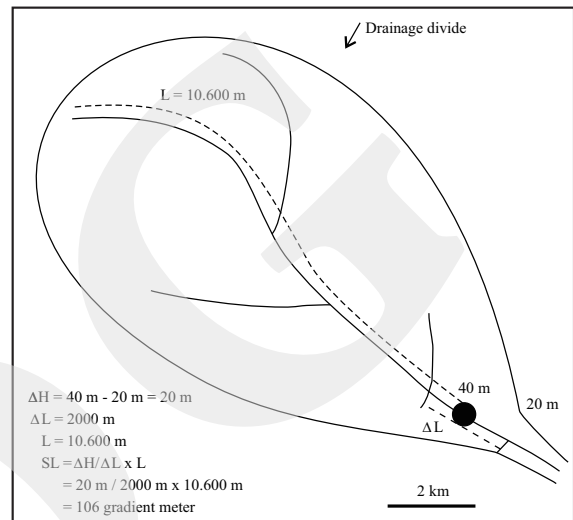 Drainage divide
L = 10.600 m
40 m
20 m
ΔL
ΔH = 40 m - 20 m = 20 m
ΔL = 2000 m
L = 10.600 m
SL = ΔH/ΔL x L
= 20 m / 2000 m x 10.600 m
= 106 gradient meter
2 km